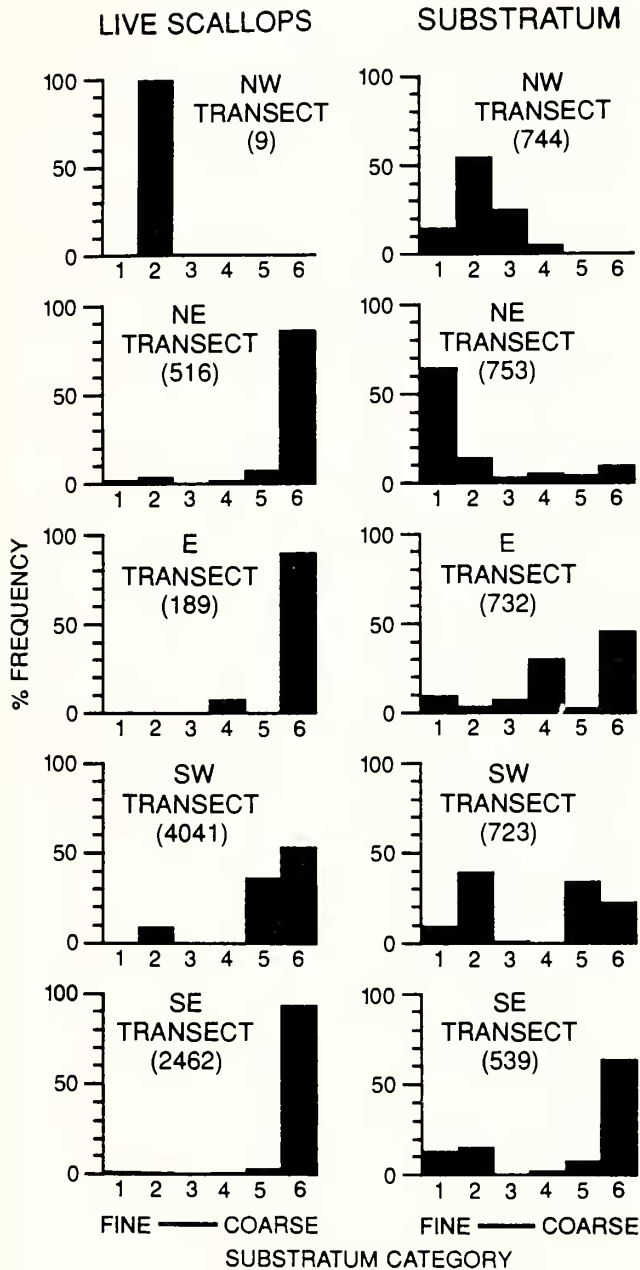 LIVE SCALLOPS
SUBSTRATUM
100
50
0
NW
TRANSECT
(9)
1 2 3 4 5 6
100
50
0
NW
TRANSECT
(744)
1 2 3 4 5 6
100
50
0
NE
TRANSECT
(516)
1 2 3 4 5 6
100
50
0
NE
TRANSECT
(753)
1 2 3 4 5 6
% FREQUENCY
100
50
0
E
TRANSECT
(189)
1 2 3 4 5 6
100
50
0
E
TRANSECT
(732)
1 2 3 4 5 6
100
50
0
SW
TRANSECT
(4041)
1 2 3 4 5 6
100
50
0
SW
TRANSECT
(723)
1 2 3 4 5 6
100
50
0
SE
TRANSECT
(2462)
1 2 3 4 5 6
100
50
0
SE
TRANSECT
(539)
1 2 3 4 5 6
FINE COARSE
FINE COARSE
SUBSTRATUM CATEGORY